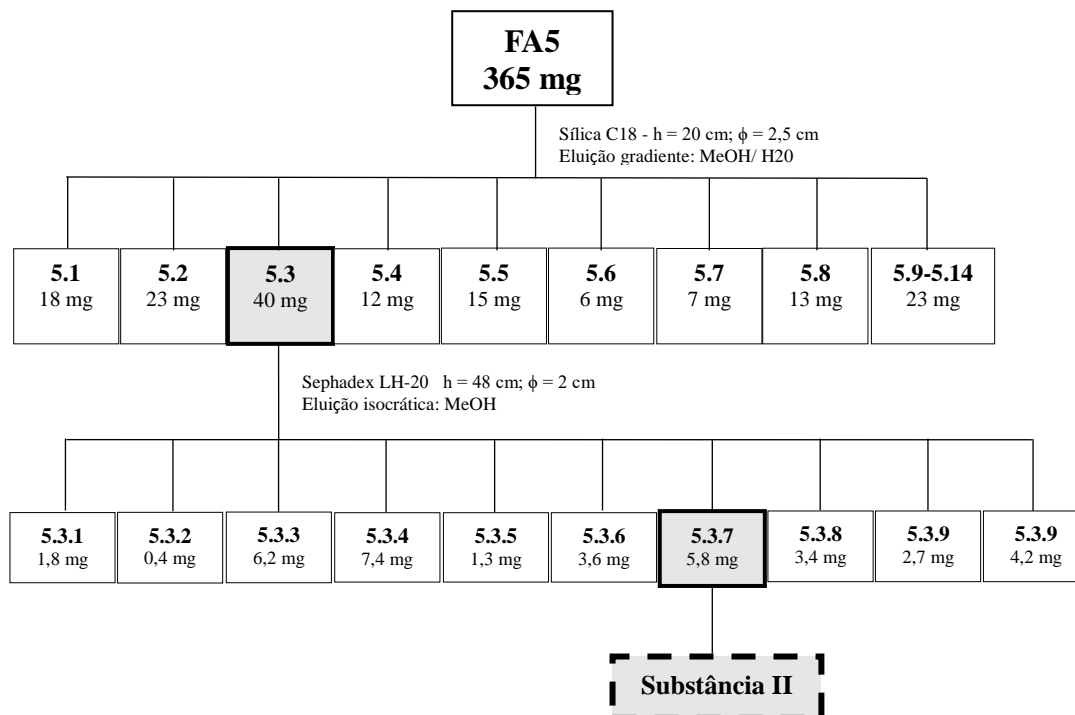 FA5
365 mg
Sílica C18 - h = 20 cm; ϕ = 2,5 cm
Eluição gradiente: MeOH/ H20
5.1
18 mg
5.2
23 mg
5.3
40 mg
5.4
12 mg
5.5
15 mg
5.6
6 mg
5.7
7 mg
5.8
13 mg
5.9-5.14
23 mg
Sephadex LH-20 h = 48 cm; ϕ = 2 cm
Eluição isocrática: MeOH
5.3.1
1,8 mg
5.3.2
0,4 mg
5.3.3
6,2 mg
5.3.4
7,4 mg
5.3.5
1,3 mg
5.3.6
3,6 mg
5.3.7
5,8 mg
5.3.8
3,4 mg
5.3.9
2,7 mg
5.3.9
4,2 mg
Substância II